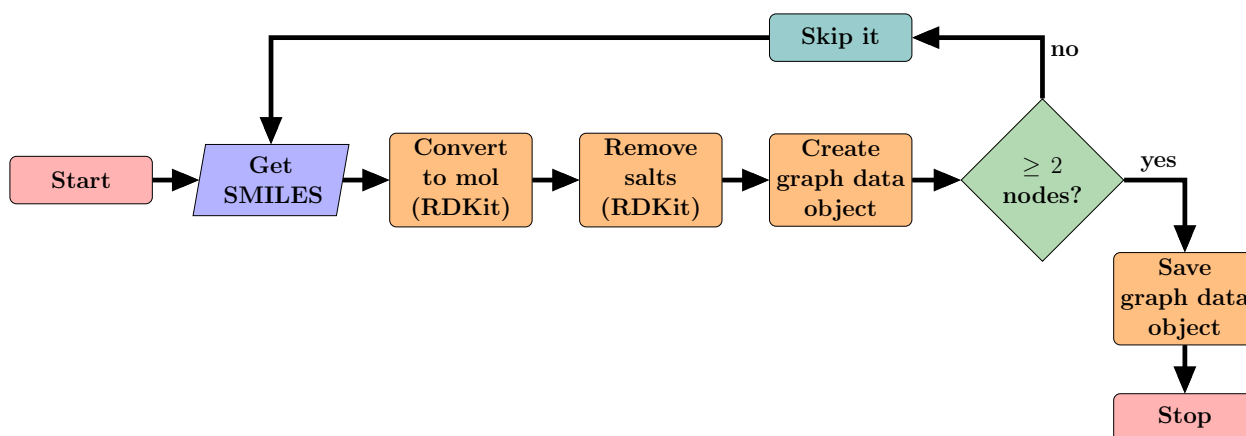 Skip it
no
Start
Get
SMILES
Convert
to mol
(RDKit)
Remove
salts
(RDKit)
Create
graph data
object
≥ 2
nodes?
yes
Save
graph data
object
Stop